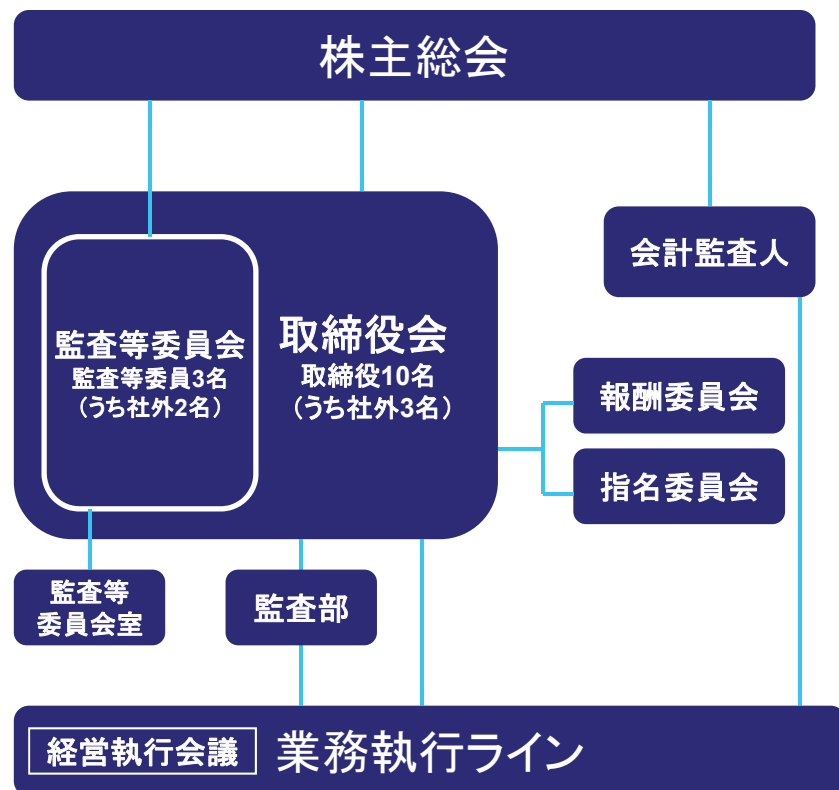 株主総会
会計監査人
監査等委員会
監査等委員3名
（うち社外2名）
取締役会
取締役10名
（うち社外3名）
報酬委員会
指名委員会
監査等
委員会室
監査部
経営執行会議
業務執行ライン